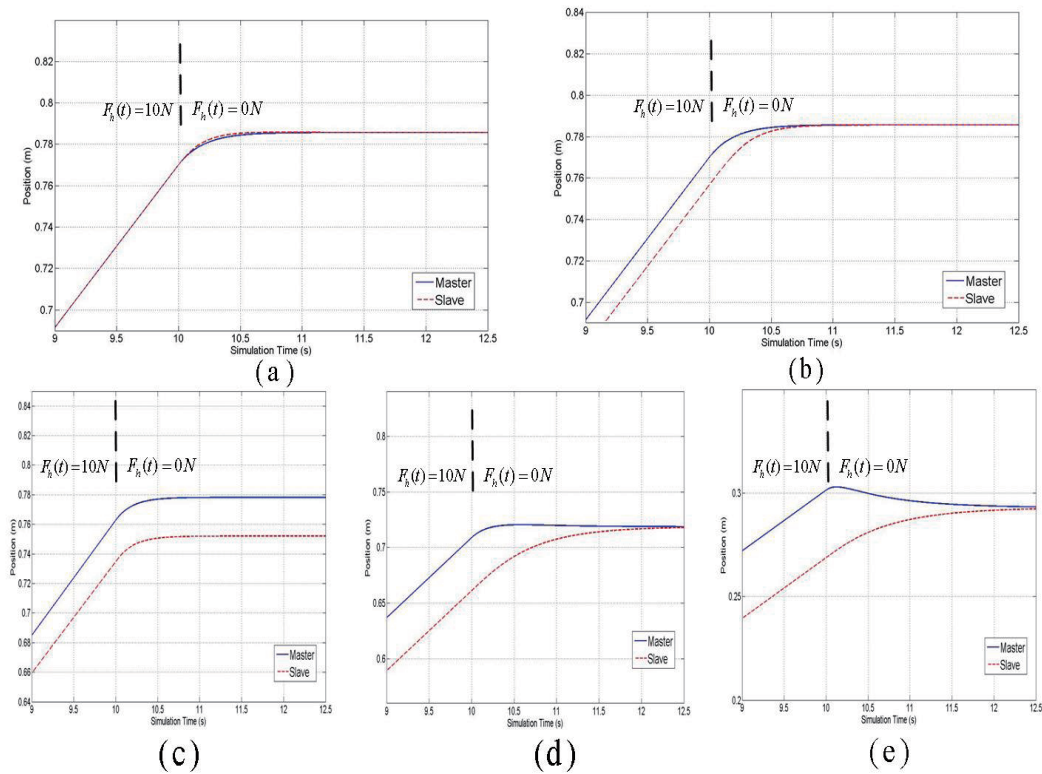 0.82
0.8
0.78
0.76
0.74
0.72
0.7
Position (m)
F_h(t)=10N
F_h(t)=0N
Master
Slave
9 9.5 10 10.5 11 11.5 12 12.5
Simulation Time (s)
(a)
0.84
0.82
0.8
0.78
0.76
0.74
0.72
0.7
Position (m)
F_h(t)=10N
F_h(t)=0N
Master
Slave
9 9.5 10 10.5 11 11.5 12 12.5
Simulation Time (s)
(b)
0.84
0.82
0.8
0.78
0.76
0.74
0.72
0.7
0.68
0.66
0.64
Position (m)
F_h(t)=10N
F_h(t)=0N
Master
Slave
9 9.5 10 10.5 11 11.5 12 12.5
Simulation Time (s)
(c)
0.8
0.75
0.7
0.65
0.6
Position (m)
F_h(t)=10N
F_h(t)=0N
Master
Slave
9 9.5 10 10.5 11 11.5 12 12.5
Simulation Time (s)
(d)
0.3
0.25
0.2
Position (m)
F_h(t)=10N
F_h(t)=0N
Master
Slave
9 9.5 10 10.5 11 11.5 12 12.5
Simulation Time (s)
(e)